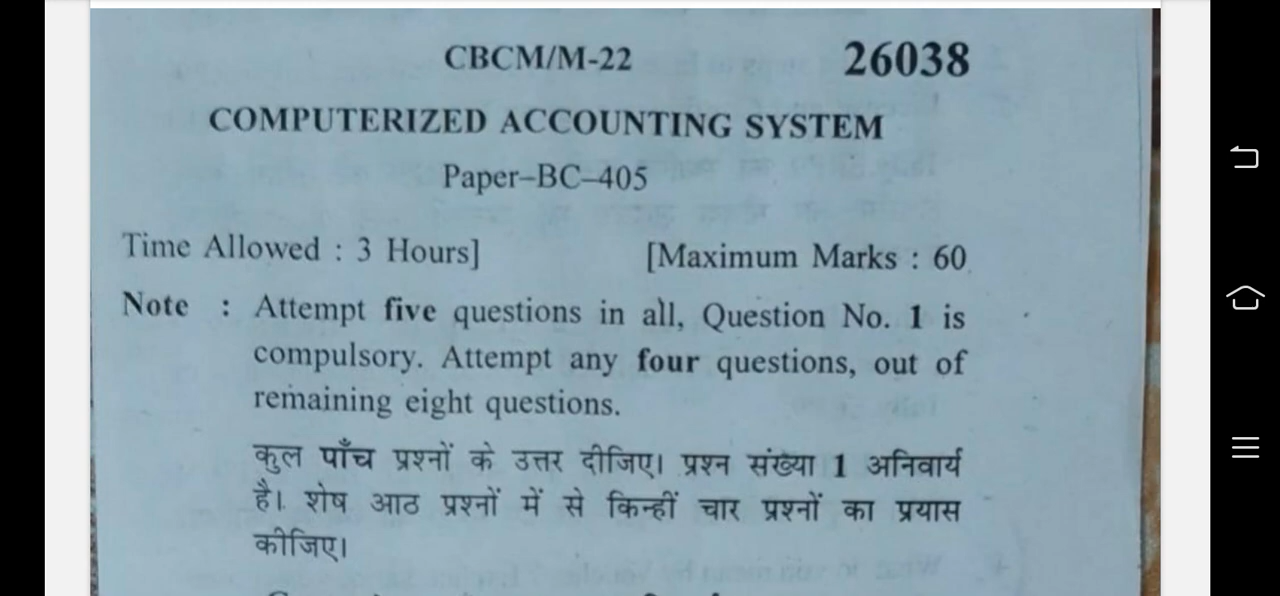 CBCM/M-22 26038
COMPUTERIZED ACCOUNTING SYSTEM
Paper–BC–405
Time Allowed : 3 Hours] [Maximum Marks : 60
Note : Attempt five questions in all, Question No. 1 is
compulsory. Attempt any four questions, out of
remaining eight questions.
कुल पाँच प्रश्नों के उत्तर दीजिए। प्रश्न संख्या 1 अनिवार्य
है। शेष आठ प्रश्नों में से किन्हीं चार प्रश्नों का प्रयास
कीजिए।